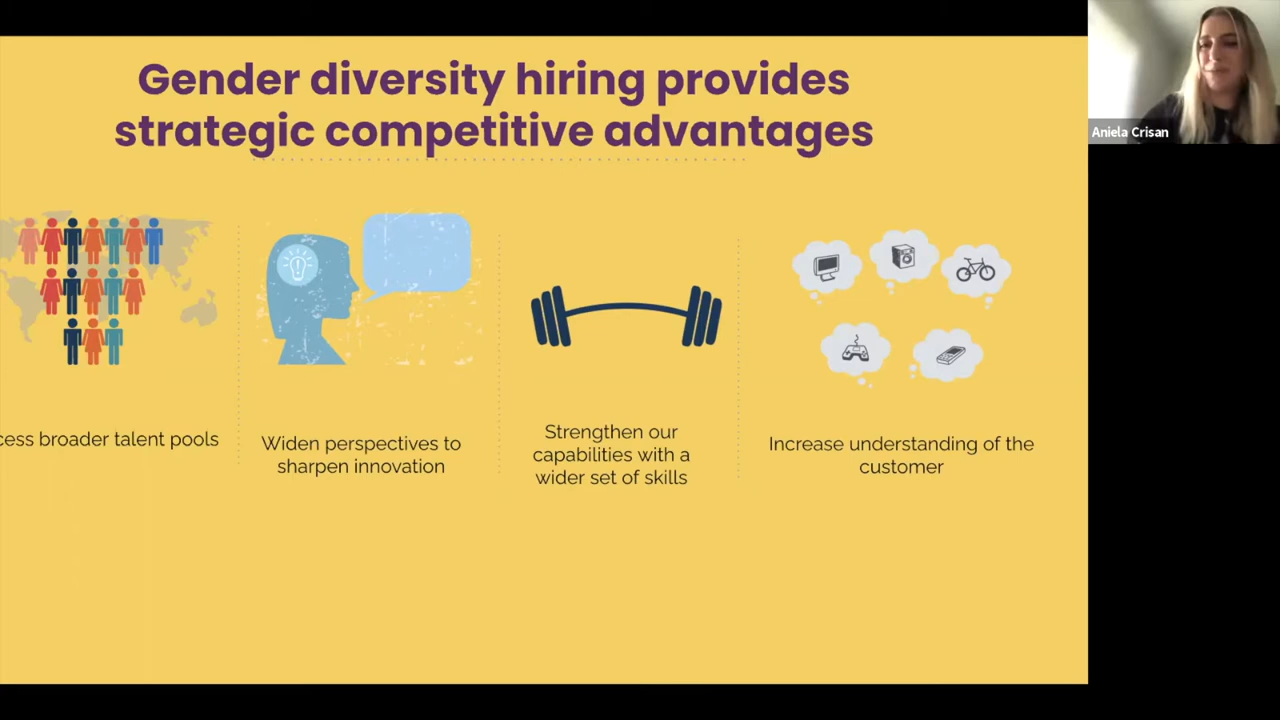 Gender diversity hiring provides
strategic competitive advantages
Aniela Crisan
cess broader talent pools
Widen perspectives to
sharpen innovation
Strengthen our
capabilities with a
wider set of skills
Increase understanding of the
customer